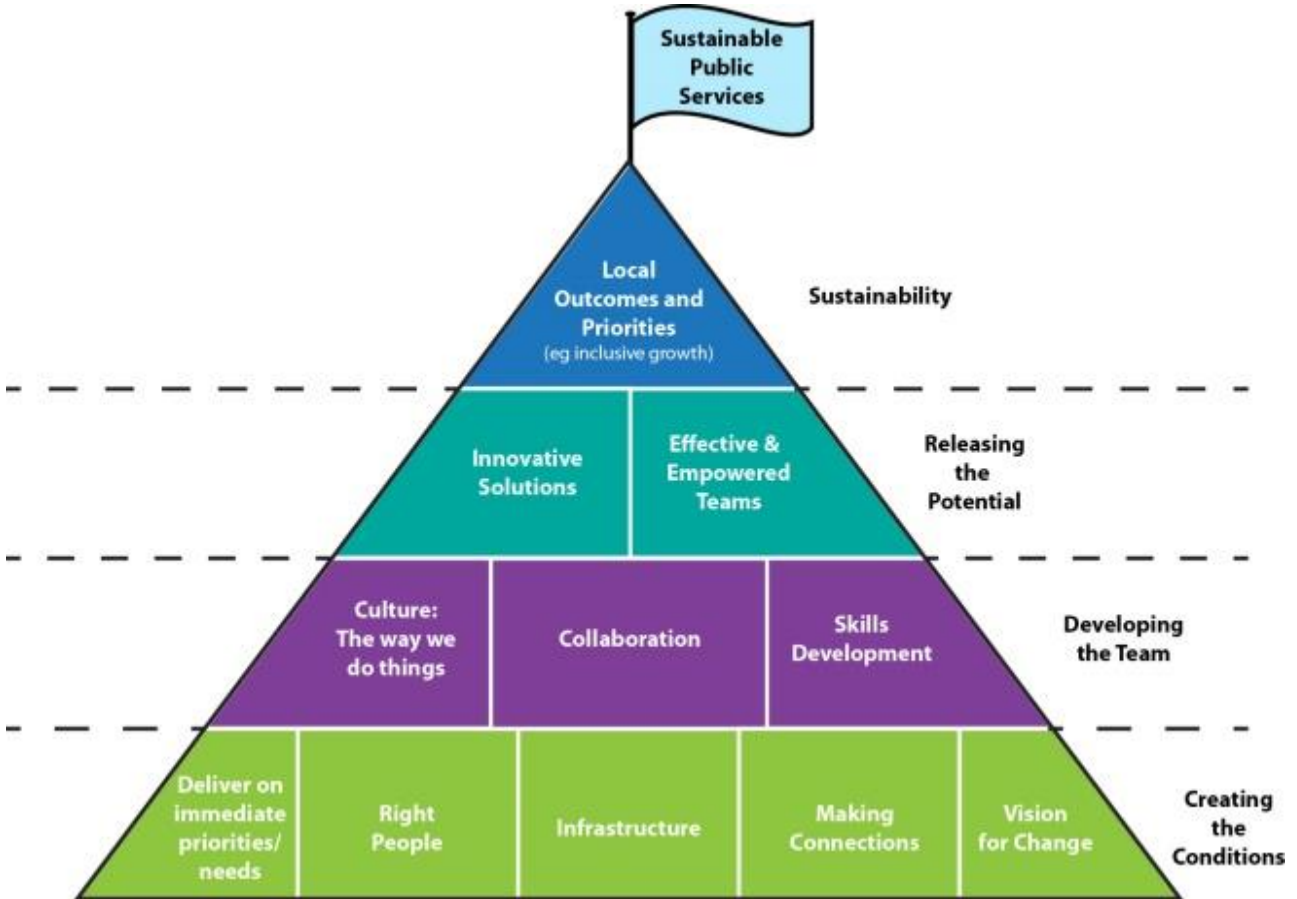 Sustainable
Public
Services
Local
Outcomes and
Priorities
(eg inclusive growth)
Sustainability
Innovative
Solutions
Effective &
Empowered
Teams
Releasing
the
Potential
Culture:
The way we
do things
Collaboration
Skills
Development
Developing
the Team
Deliver on
immediate
priorities/
needs
Right
People
Infrastructure
Making
Connections
Vision
for Change
Creating
the
Conditions